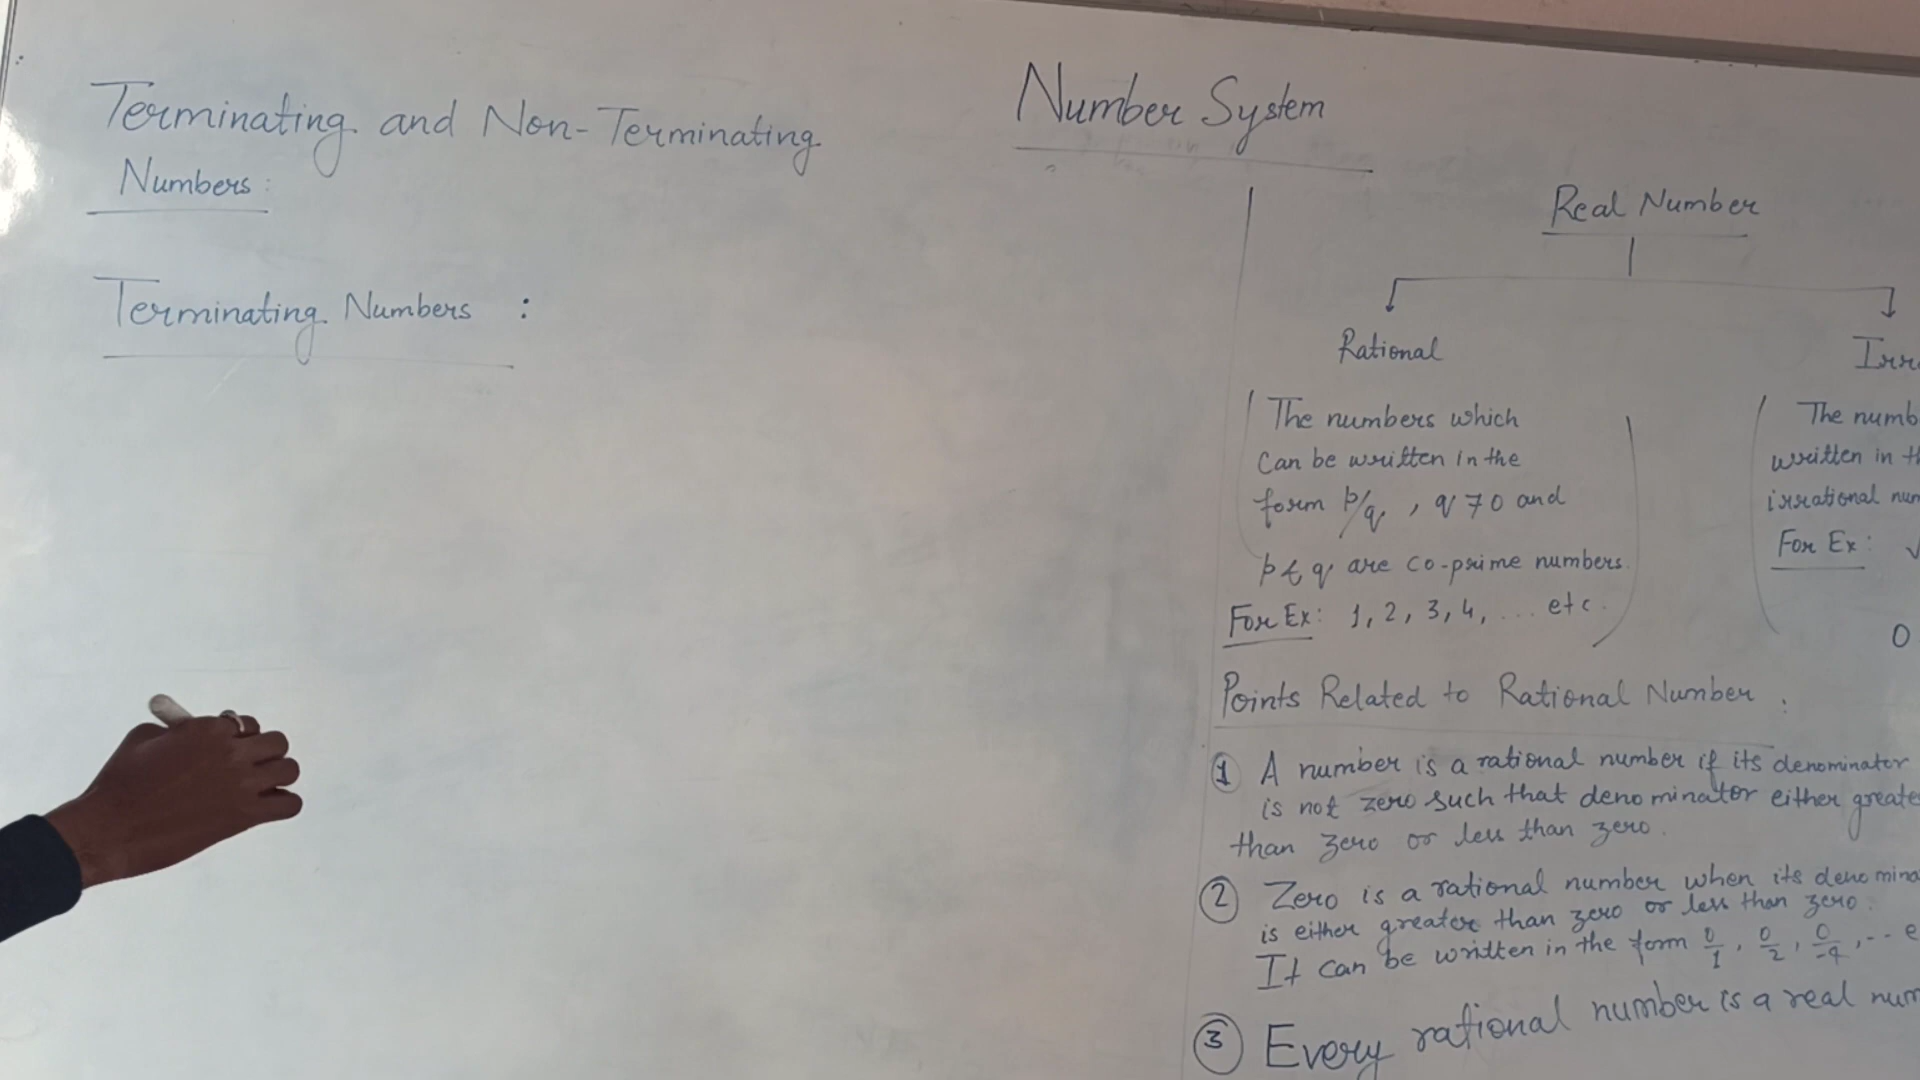 Terminating and Non-Terminating
Numbers :
Terminating Numbers :
Number System
Real Number
Rational
The numbers which
Can be written in the
form p/q , q ≠ 0 and
p & q are co-prime numbers.
For Ex: 1, 2, 3, 4, ... etc.
Irr
The numb
written in th
irrational num
For Ex: √
0
Points Related to Rational Number :
① A number is a rational number if its denominator
is not zero such that denominator either greate
than zero or less than zero.
② Zero is a rational number when its denomina
is either greater than zero or less than zero.
It can be written in the form 0/1, 0/2, 0/-4, -- e
③ Every rational number is a real num